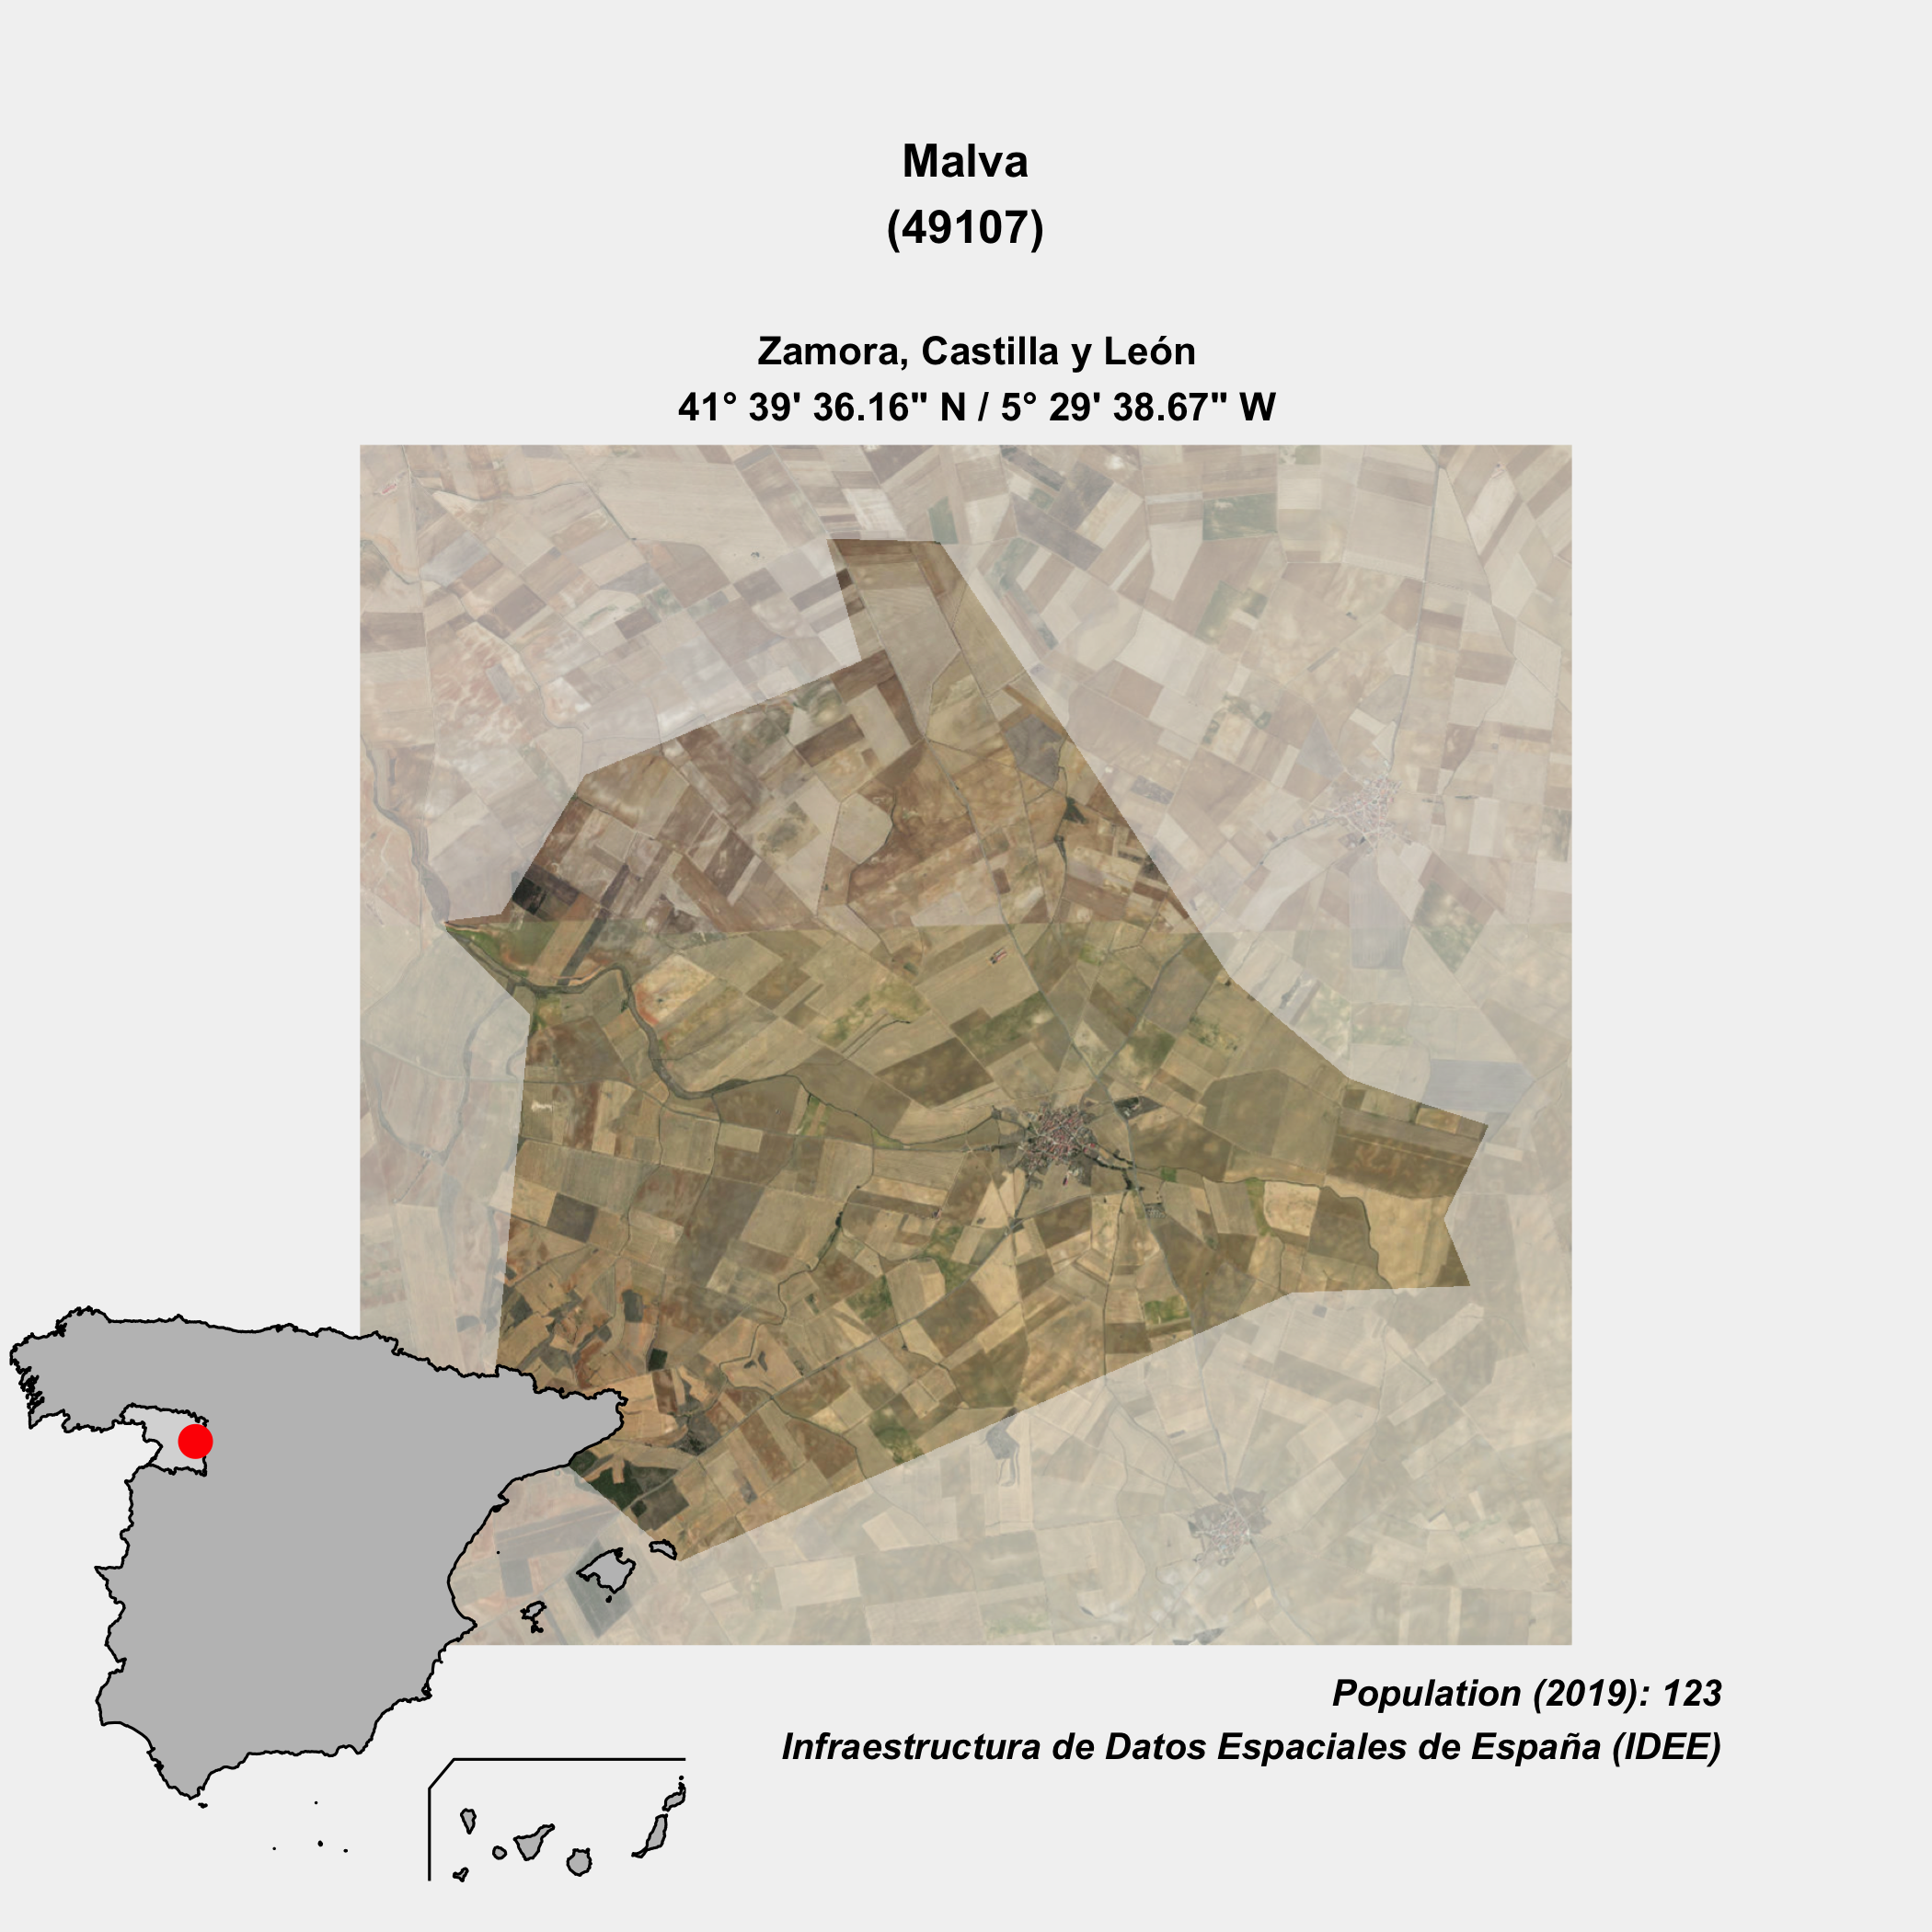 Malva
(49107)
Zamora, Castilla y León
41° 39' 36.16" N / 5° 29' 38.67" W
Population (2019): 123
Infraestructura de Datos Espaciales de España (IDEE)